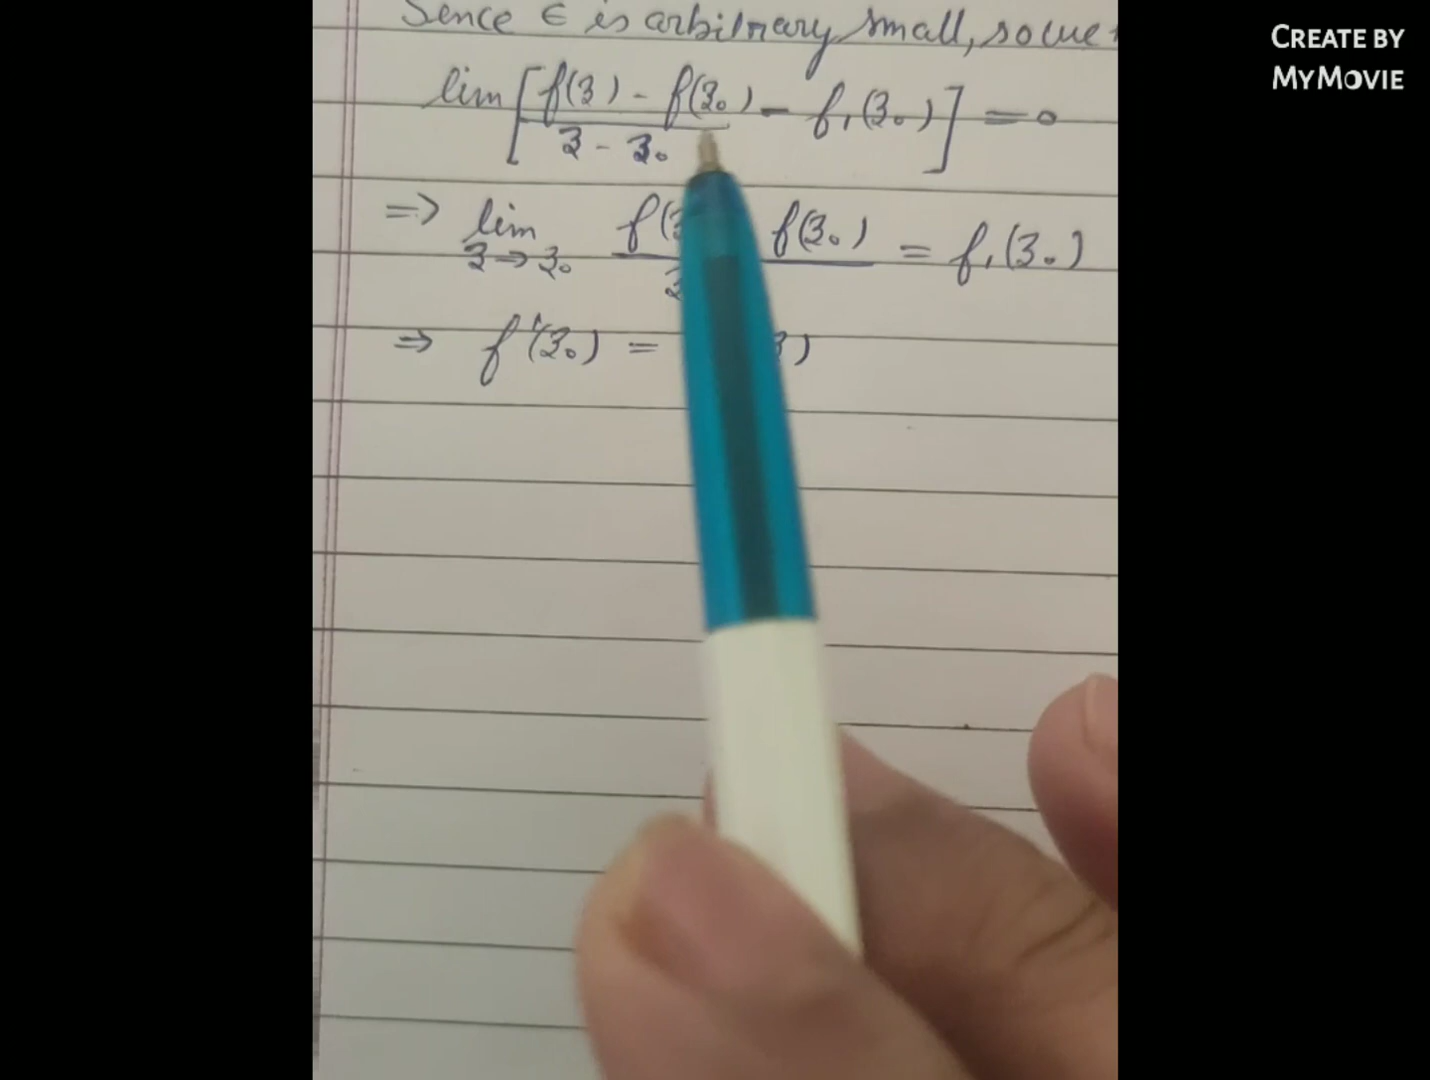 Sence ∈ is arbitrary small, so we
lim [ f(z) - f(z₀) / z - z₀ - f₁(z₀) ] = 0
⇒ lim z→z₀ f(z f(z₀) / z = f₁(z₀)
⇒ f'(z₀) = z)
CREATE BY
MYMOVIE